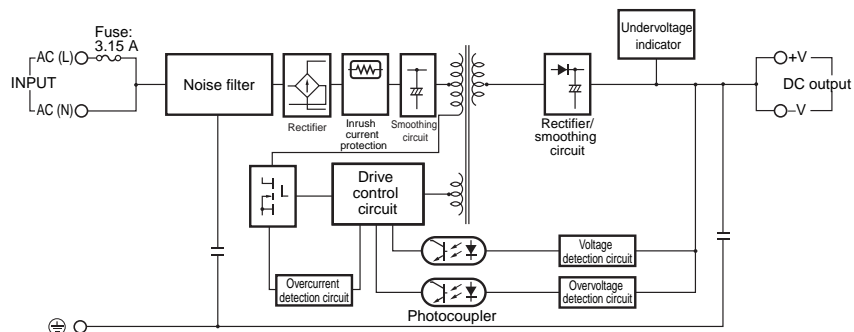 Fuse:
3.15 A
AC (L)
INPUT
AC (N)
Noise filter
Rectifier
Inrush
current
protection
Smoothing
circuit
Rectifier/
smoothing
circuit
Undervoltage
indicator
+V
DC output
–V
Drive
control
circuit
Overcurrent
detection circuit
Voltage
detection circuit
Overvoltage
detection circuit
Photocoupler